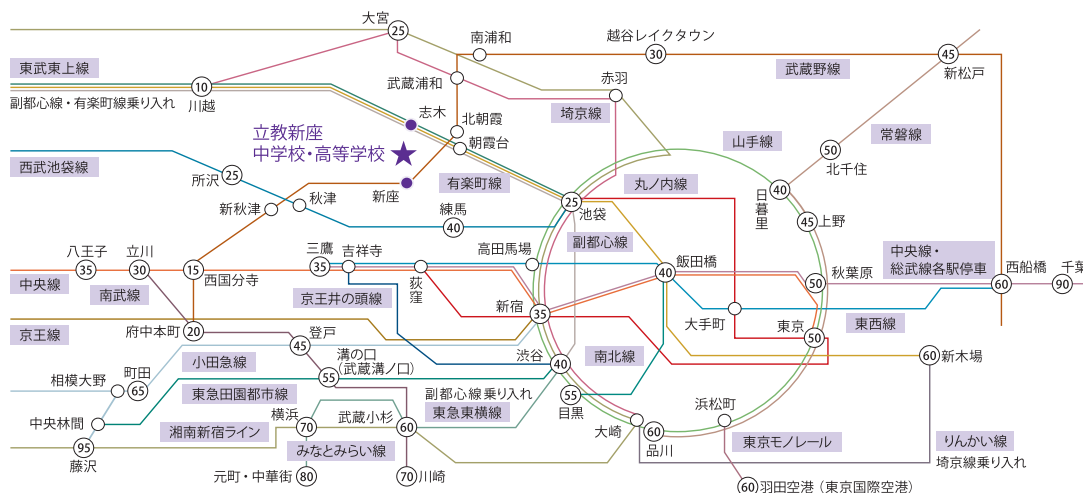 大宮
25
南浦和
越谷レイクタウン
30
45
新松戸
武蔵野線
東武東上線
10
川越
副都心線・有楽町線乗り入れ
武蔵浦和
赤羽
埼京線
志木
北朝霞
朝霞台
立教新座
中学校・高等学校
新座
有楽町線
山手線
常磐線
50
北千住
西武池袋線
所沢
25
新秋津
秋津
練馬
40
25
池袋
丸ノ内線
副都心線
日暮里
40
45
上野
八王子
35
立川
30
15
西国分寺
三鷹
35
吉祥寺
荻窪
高田馬場
飯田橋
40
50
秋葉原
中央線・
総武線各駅停車
西船橋
60
千葉
90
中央線
南武線
京王井の頭線
新宿
35
大手町
東京
50
東西線
京王線
府中本町
20
登戸
45
小田急線
溝の口
(武蔵溝ノ口)
55
渋谷
40
南北線
55
目黒
60
新木場
相模大野
町田
65
東急田園都市線
副都心線乗り入れ
東急東横線
中央林間
95
藤沢
湘南新宿ライン
横浜
70
武蔵小杉
60
みなとみらい線
元町・中華街
80
70
川崎
大崎
60
品川
浜松町
東京モノレール
60
羽田空港(東京国際空港)
りんかい線
埼京線乗り入れ